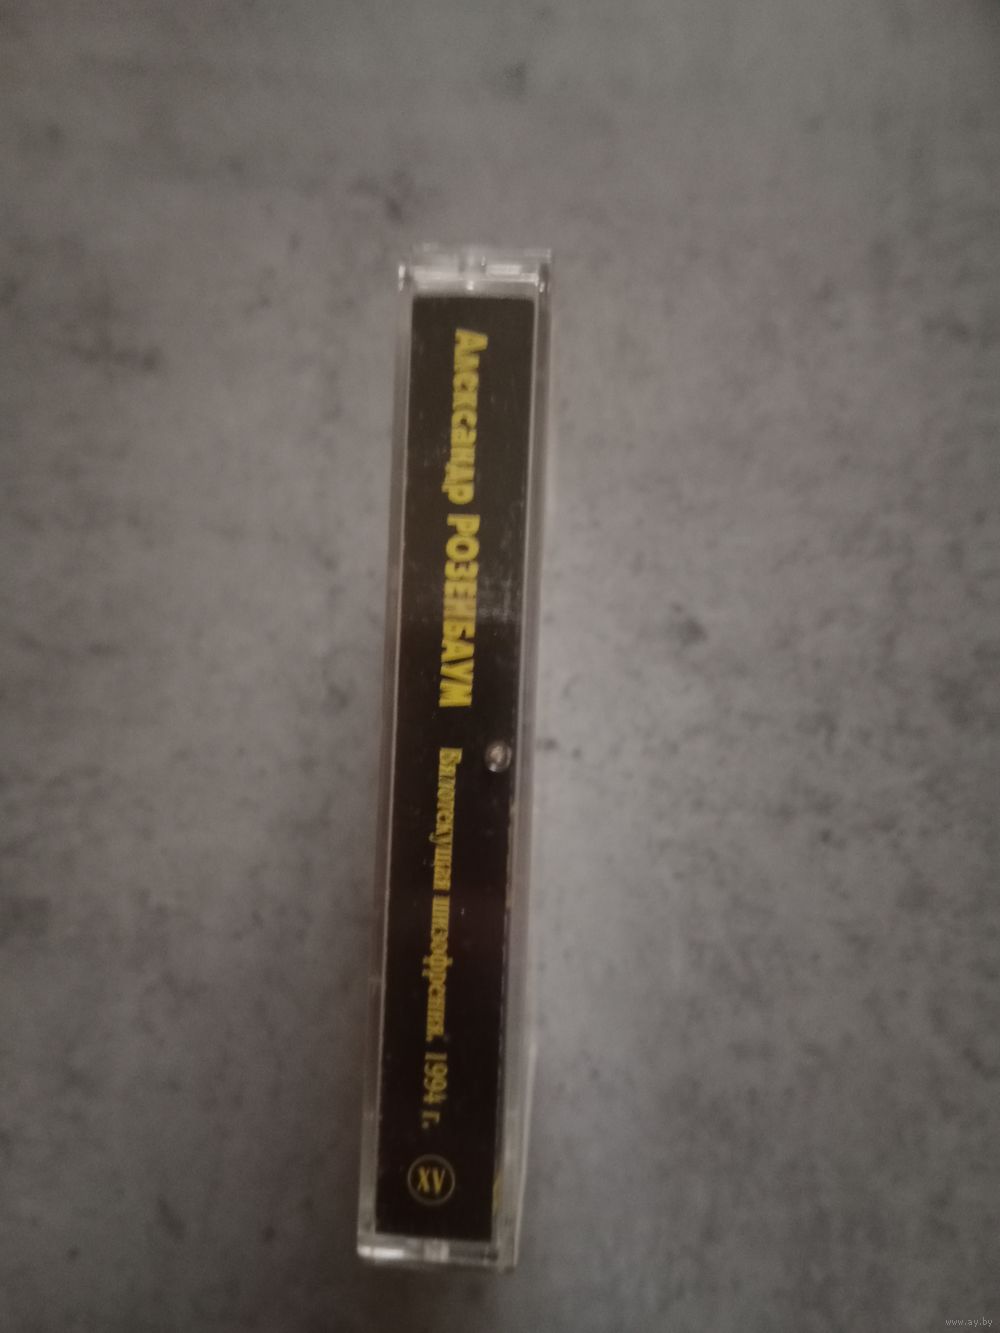 Александр РОЗЕНБАУМ Вялотекущая шизофрения. 1994 г. XV
www.ay.by